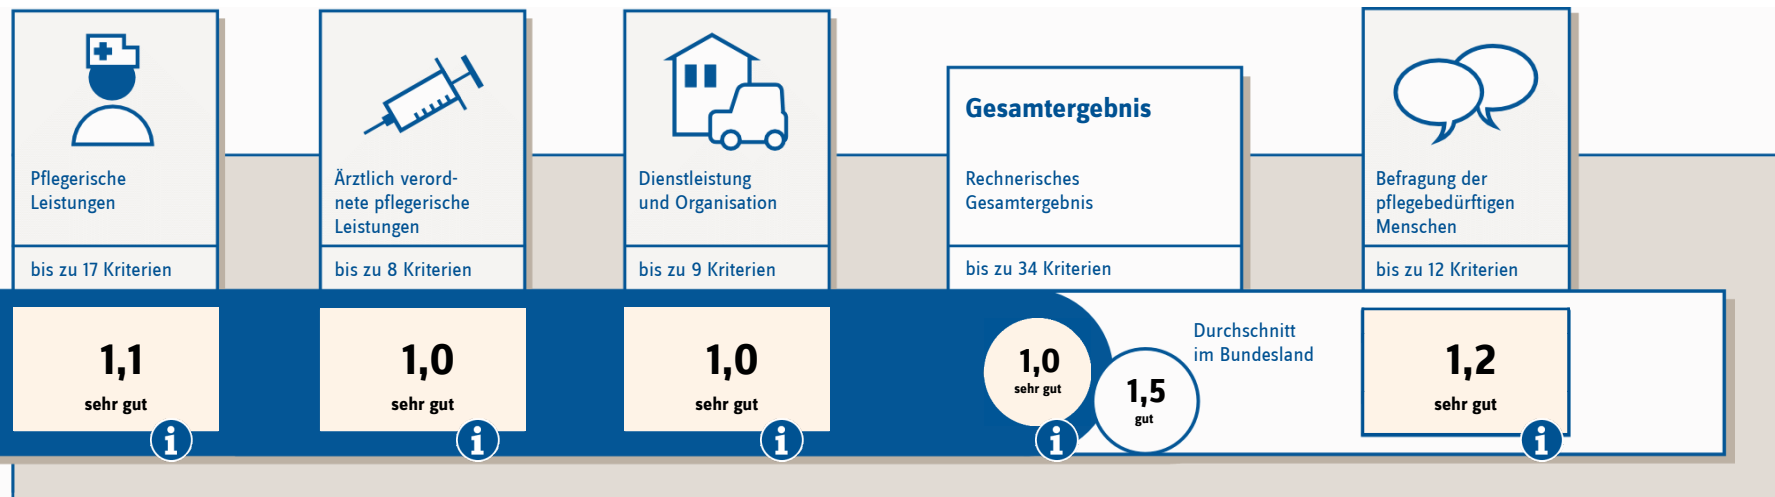 Pflegerische
Leistungen
bis zu 17 Kriterien
1,1
sehr gut
i
Ärztlich verord-
nete pflegerische
Leistungen
bis zu 8 Kriterien
1,0
sehr gut
i
Dienstleistung
und Organisation
bis zu 9 Kriterien
1,0
sehr gut
i
Gesamtergebnis
Rechnerisches
Gesamtergebnis
bis zu 34 Kriterien
1,0
sehr gut
i
1,5
gut
Durchschnitt
im Bundesland
Befragung der
pflegebedürftigen
Menschen
bis zu 12 Kriterien
1,2
sehr gut
i